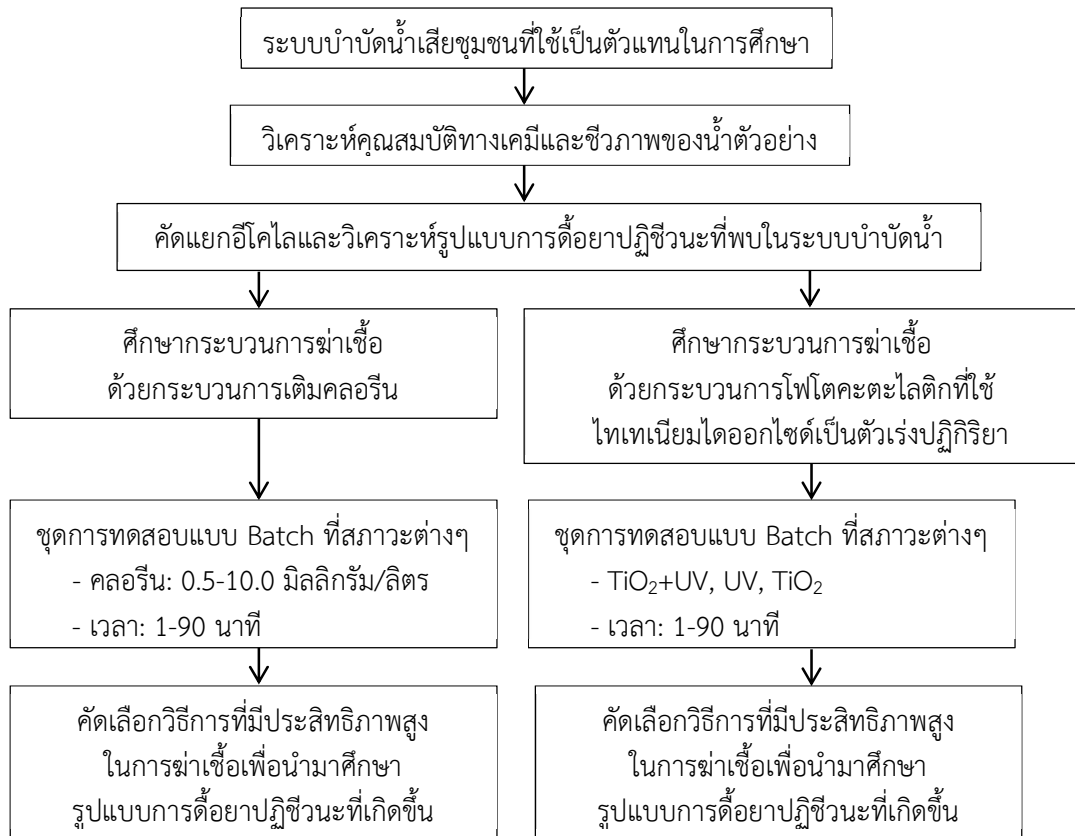 ระบบบำบัดน้ำเสียชุมชนที่ใช้เป็นตัวแทนในการศึกษา
วิเคราะห์คุณสมบัติทางเคมีและชีวภาพของน้ำตัวอย่าง
คัดแยกอีโคไลและวิเคราะห์รูปแบบการดื้อยาปฏิชีวนะที่พบในระบบบำบัดน้ำ
ศึกษากระบวนการฆ่าเชื้อ
ด้วยกระบวนการเติมคลอรีน
ศึกษากระบวนการฆ่าเชื้อ
ด้วยกระบวนการโฟโตคะตะไลติกที่ใช้
ไทเทเนียมไดออกไซด์เป็นตัวเร่งปฏิกิริยา
ชุดการทดสอบแบบ Batch ที่สภาวะต่างๆ
- คลอรีน: 0.5-10.0 มิลลิกรัม/ลิตร
- เวลา: 1-90 นาที
ชุดการทดสอบแบบ Batch ที่สภาวะต่างๆ
- TiO₂+UV, UV, TiO₂
- เวลา: 1-90 นาที
คัดเลือกวิธีการที่มีประสิทธิภาพสูง
ในการฆ่าเชื้อเพื่อนำมาศึกษา
รูปแบบการดื้อยาปฏิชีวนะที่เกิดขึ้น
คัดเลือกวิธีการที่มีประสิทธิภาพสูง
ในการฆ่าเชื้อเพื่อนำมาศึกษา
รูปแบบการดื้อยาปฏิชีวนะที่เกิดขึ้น